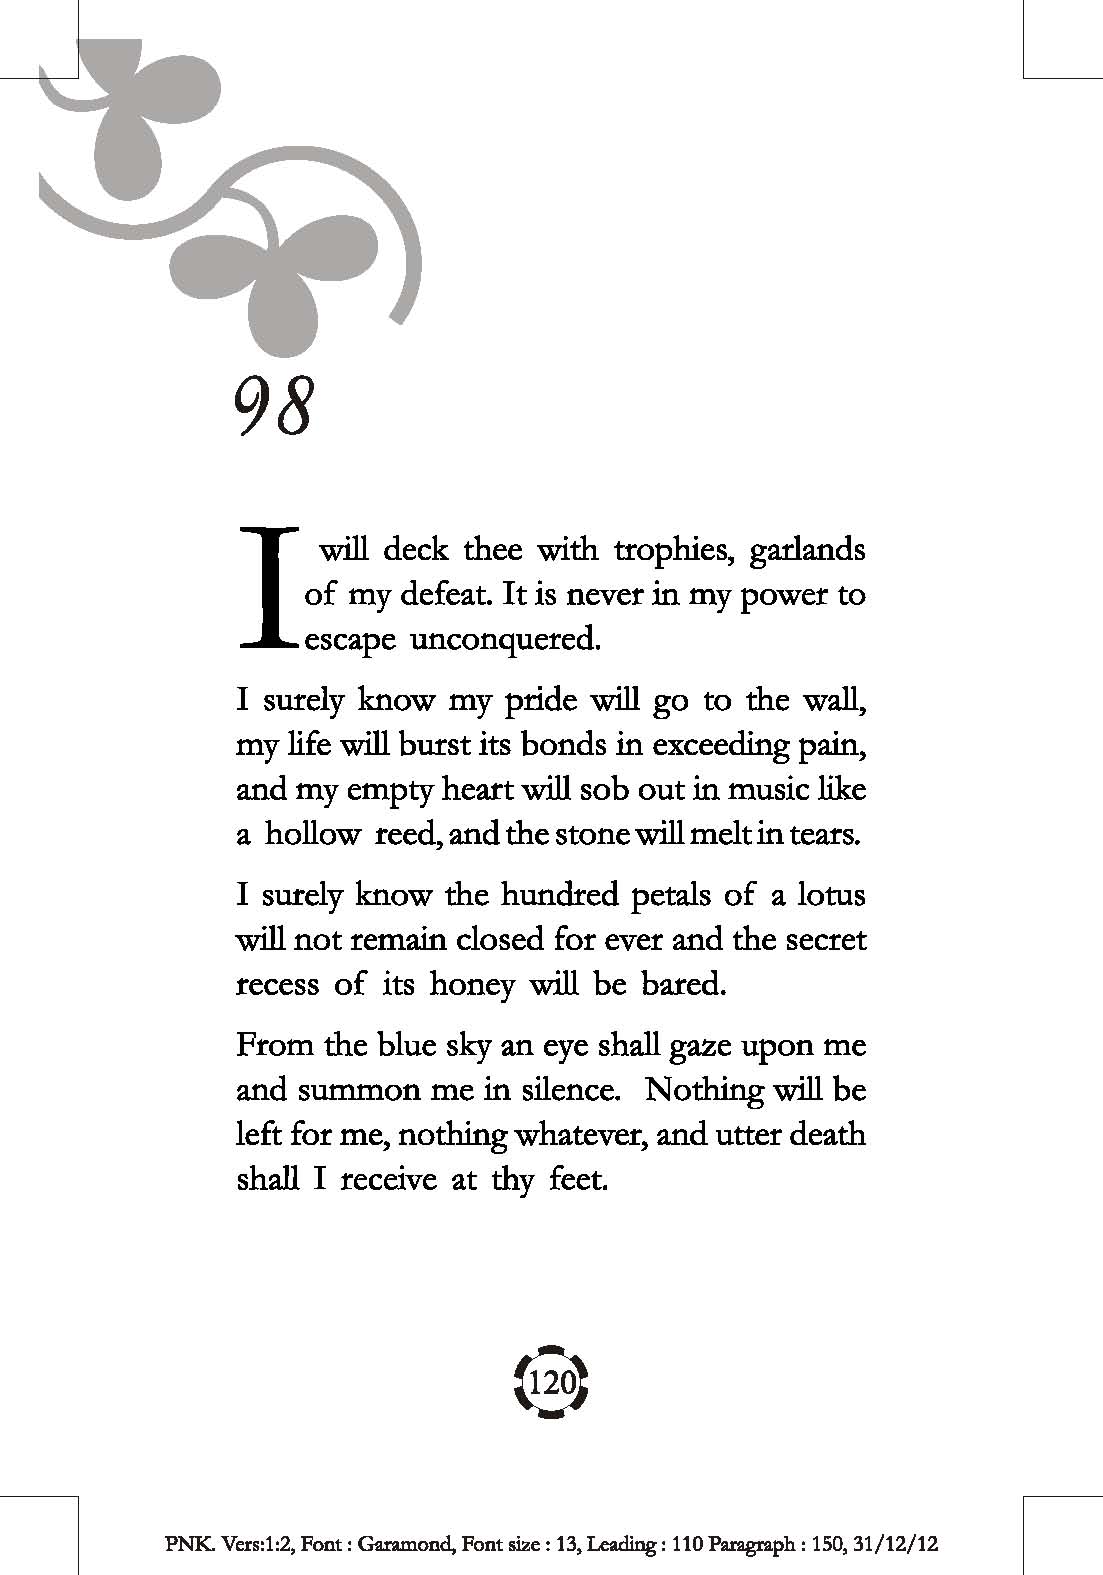 98
I will deck thee with trophies, garlands
of my defeat. It is never in my power to
escape unconquered.
I surely know my pride will go to the wall,
my life will burst its bonds in exceeding pain,
and my empty heart will sob out in music like
a hollow reed, and the stone will melt in tears.
I surely know the hundred petals of a lotus
will not remain closed for ever and the secret
recess of its honey will be bared.
From the blue sky an eye shall gaze upon me
and summon me in silence. Nothing will be
left for me, nothing whatever, and utter death
shall I receive at thy feet.
120
PNK. Vers:1:2, Font : Garamond, Font size : 13, Leading : 110 Paragraph : 150, 31/12/12